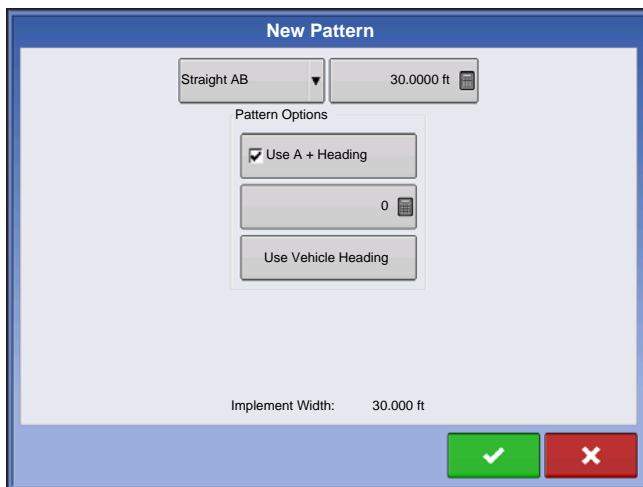 New Pattern
Straight AB 30.0000 ft
Pattern Options
Use A + Heading
0
Use Vehicle Heading
Implement Width: 30.000 ft